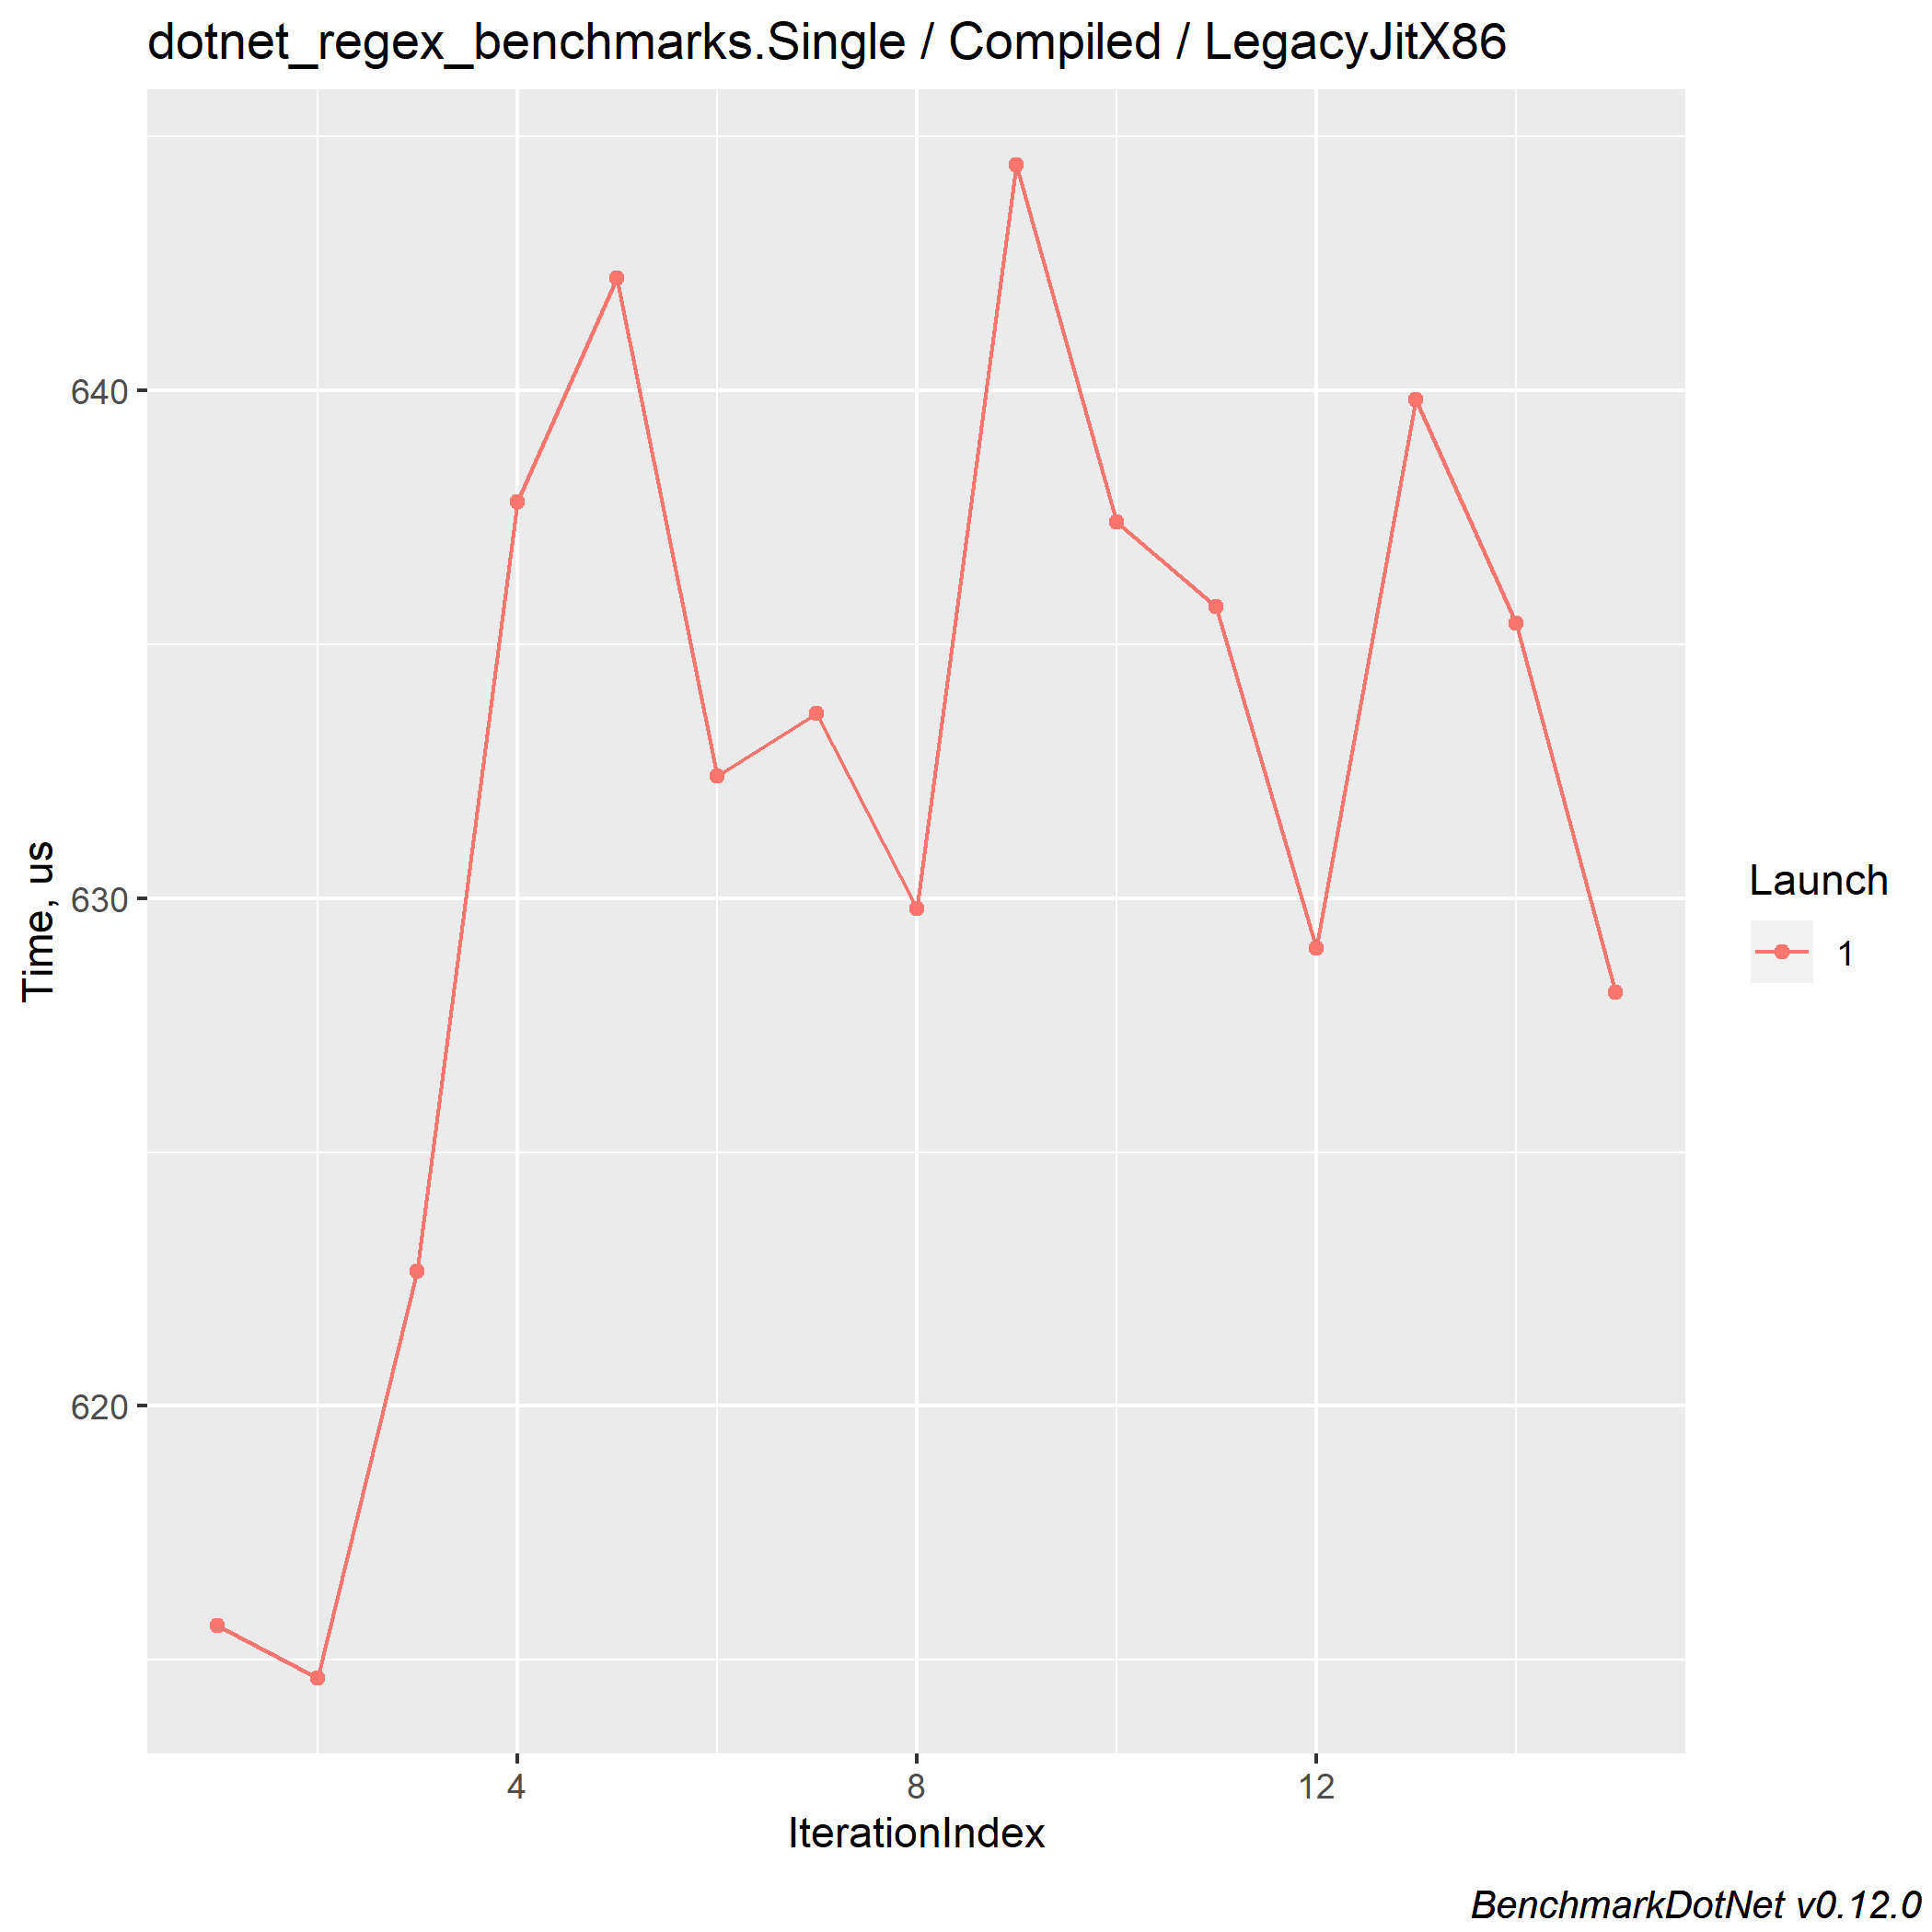 dotnet_regex_benchmarks.Single / Compiled / LegacyJitX86
Time, us
640
630
620
4
8
12
IterationIndex
Launch
1
BenchmarkDotNet v0.12.0